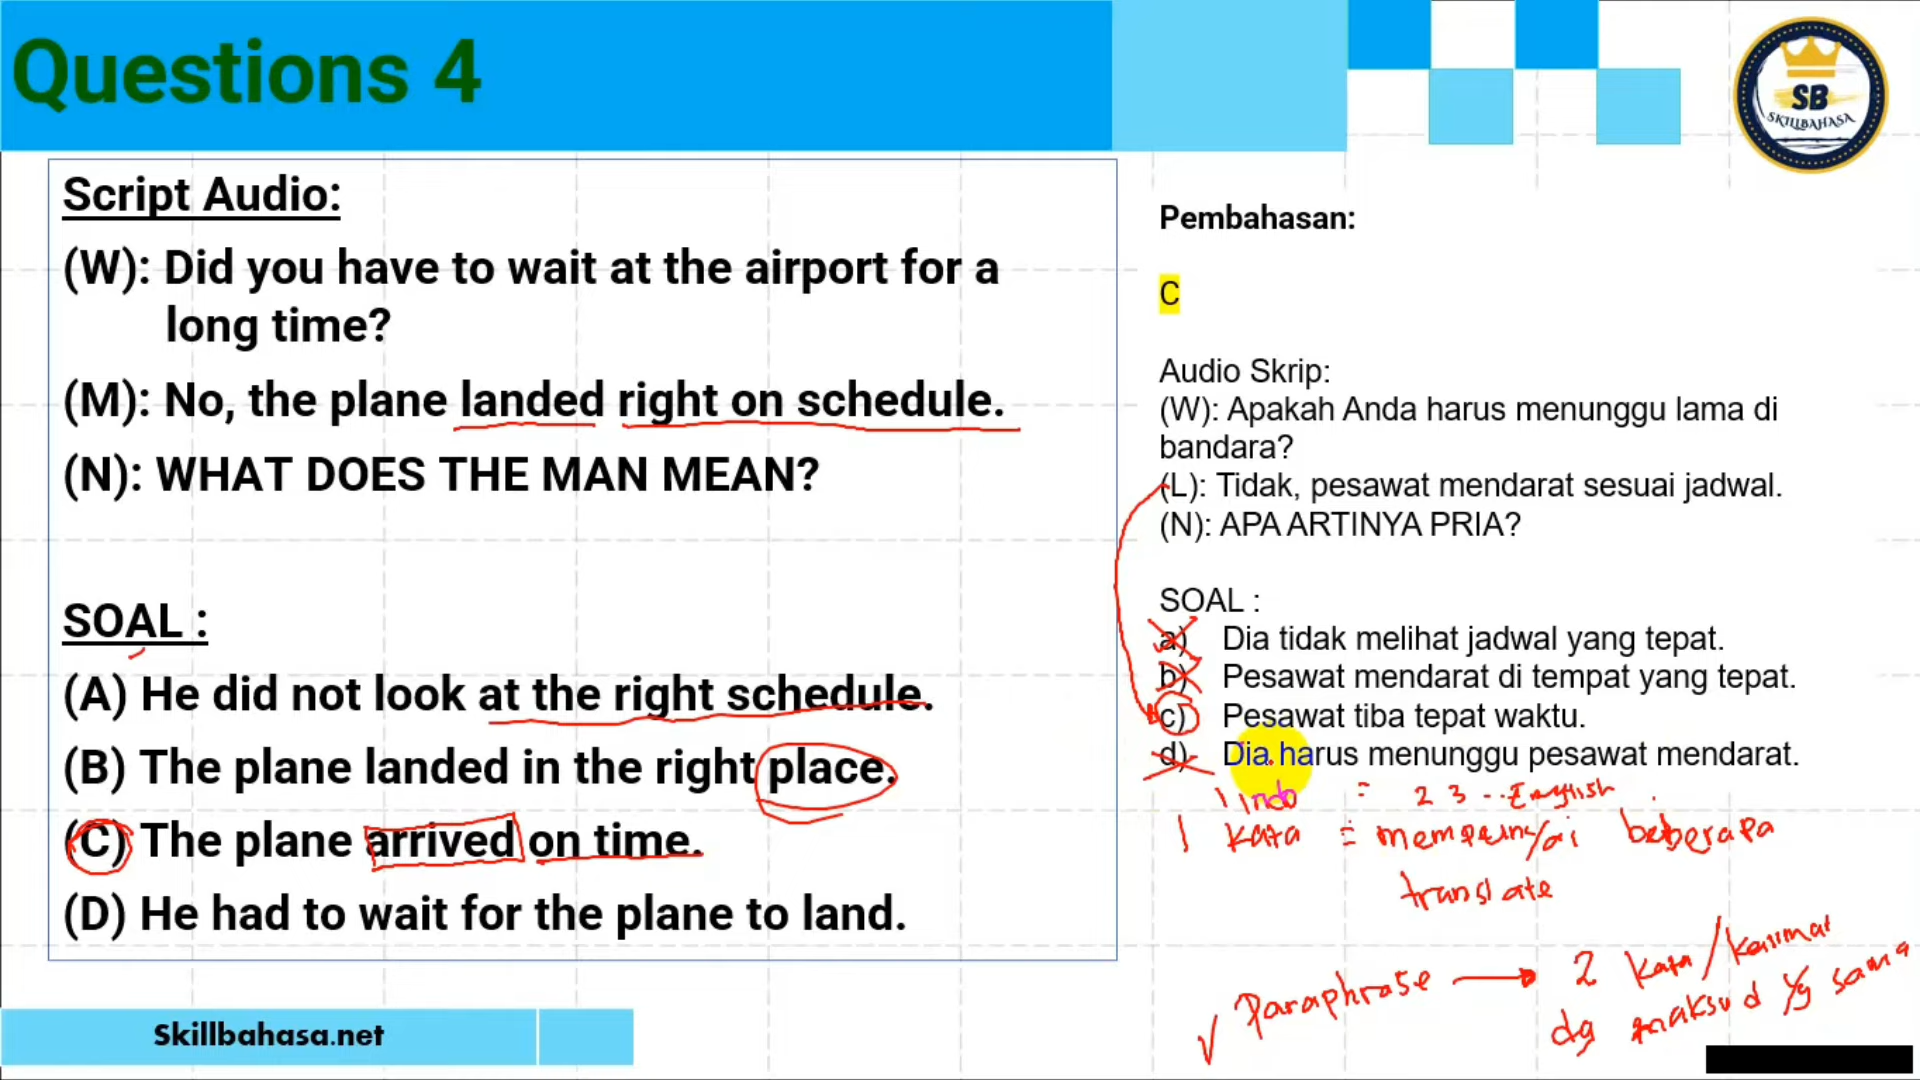 Questions 4
SB
SKILLBAHASA
Script Audio:
(W): Did you have to wait at the airport for a
long time?
(M): No, the plane landed right on schedule.
(N): WHAT DOES THE MAN MEAN?
SOAL :
(A) He did not look at the right schedule.
(B) The plane landed in the right place.
(C) The plane arrived on time.
(D) He had to wait for the plane to land.
Pembahasan:
C
Audio Skrip:
(W): Apakah Anda harus menunggu lama di
bandara?
(L): Tidak, pesawat mendarat sesuai jadwal.
(N): APA ARTINYA PRIA?
SOAL :
a) Dia tidak melihat jadwal yang tepat.
b) Pesawat mendarat di tempat yang tepat.
c) Pesawat tiba tepat waktu.
d) Dia harus menunggu pesawat mendarat.
1 indo = 2 3 .. English
1 kata = mempunyai beberapa
translate
Paraphrase → 2 kata/kalimat
dg maksud yg sama
Skillbahasa.net